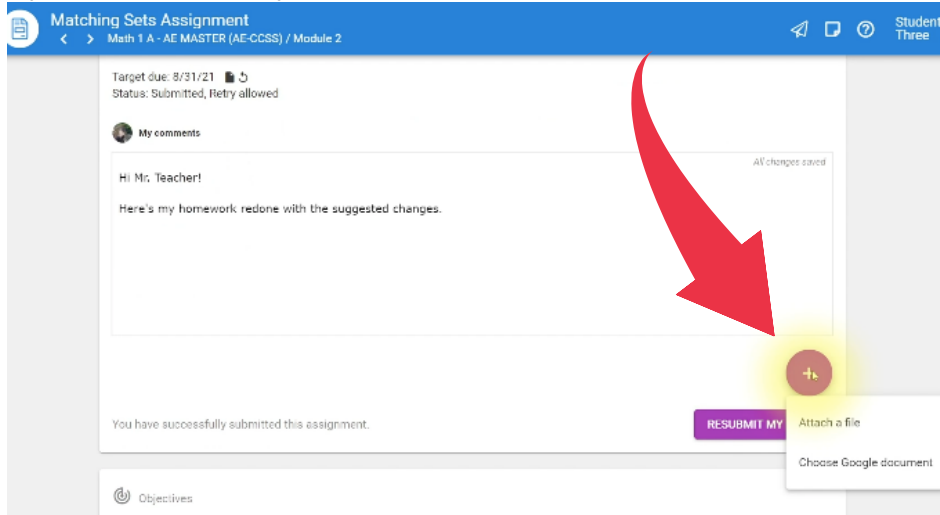 Matching Sets Assignment
Math 1 A - AE MASTER (AE-CCSS) / Module 2
Student
Three
Target due: 8/31/21
Status: Submitted, Retry allowed
My comments
All changes saved
Hi Mr. Teacher!
Here's my homework redone with the suggested changes.
You have successfully submitted this assignment.
RESUBMIT MY
Attach a file
Choose Google document
Objectives